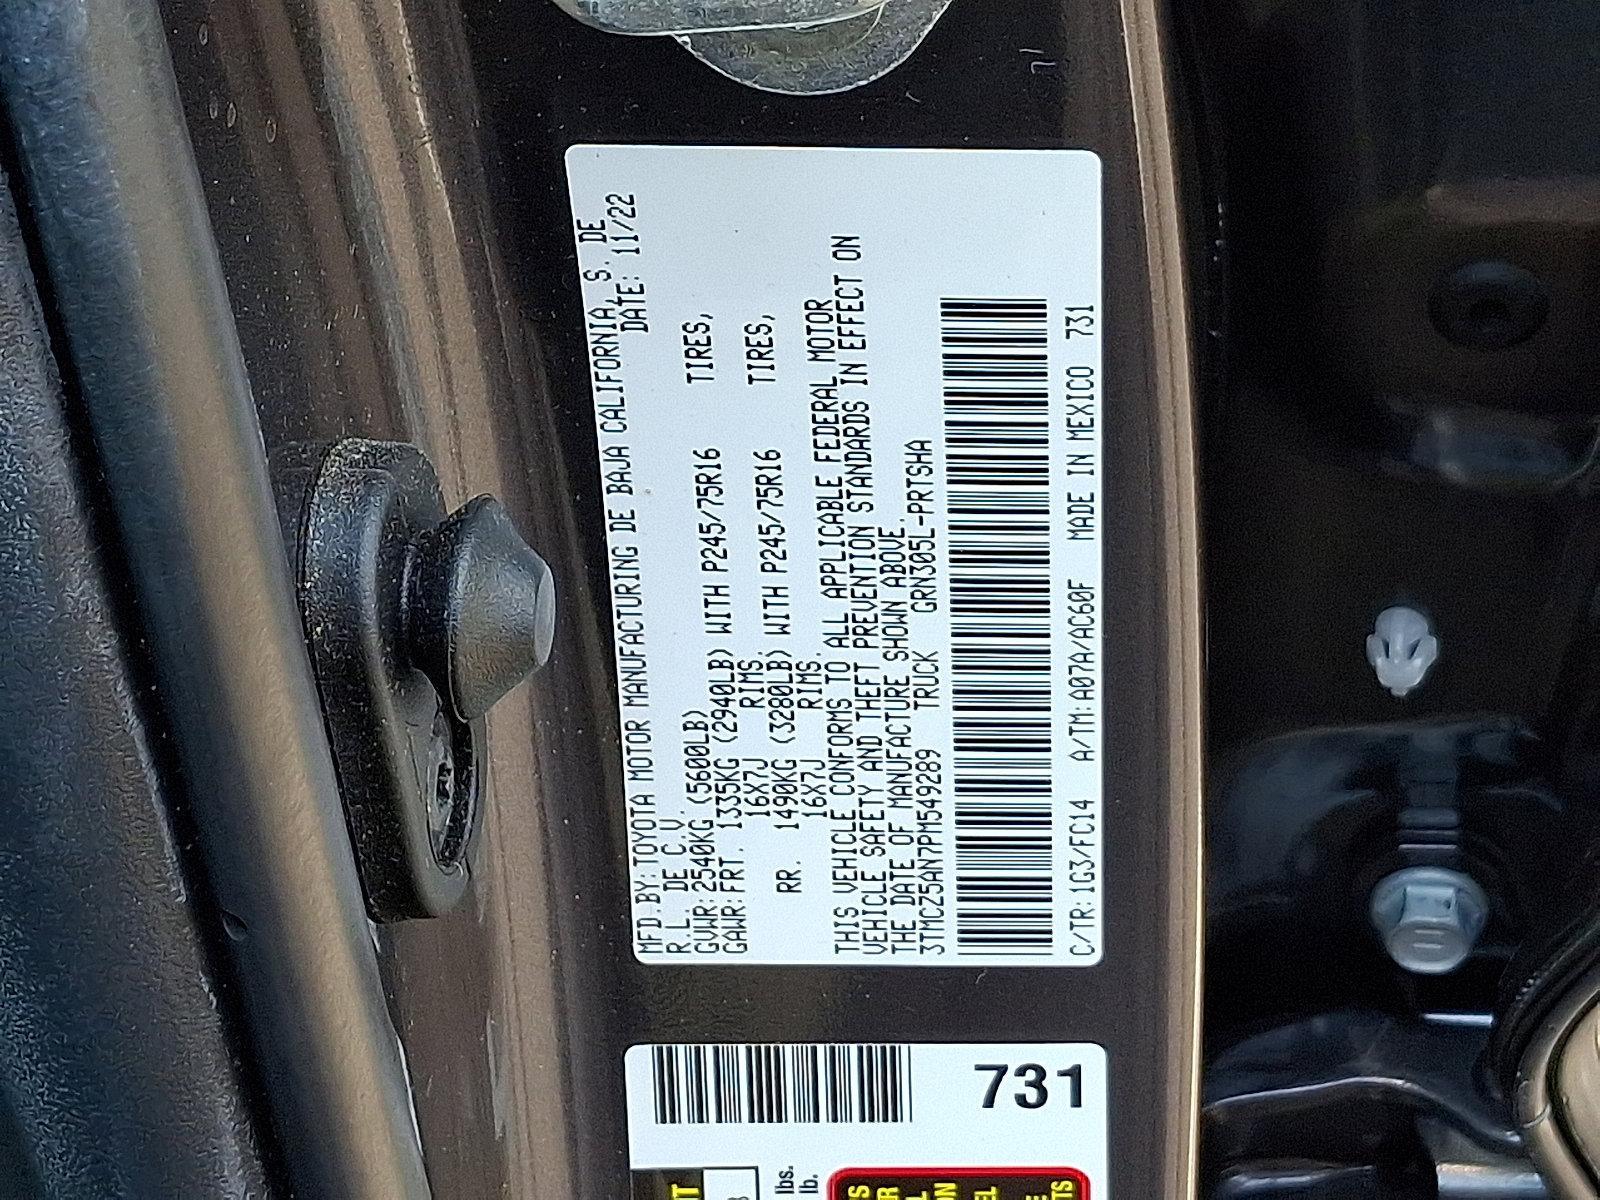 MFD.BY:TOYOTA MOTOR MANUFACTURING DE BAJA CALIFORNIA, S. DE
R.L. DE C.V. DATE: 11/22
GVWR:2540KG (5600LB)
GAWR:FRT. 1335KG (2940LB) WITH P245/75R16 TIRES,
16X7J RIMS.
RR. 1490KG (3280LB) WITH P245/75R16 TIRES,
16X7J RIMS.
THIS VEHICLE CONFORMS TO ALL APPLICABLE FEDERAL MOTOR
VEHICLE SAFETY AND THEFT PREVENTION STANDARDS IN EFFECT ON
THE DATE OF MANUFACTURE SHOWN ABOVE.
3TMCZ5AN7PM549289 TRUCK GRN305L-PRTSHA
C/TR:1G3/FC14 A/TM:A07A/AC60F MADE IN MEXICO 731
731
lbs.
lb.